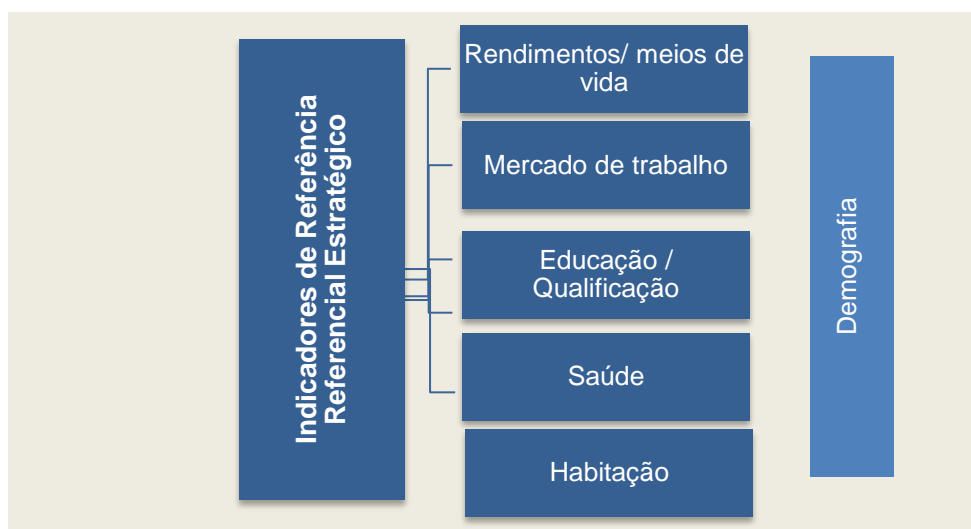 Indicadores de Referência
Referencial Estratégico
Rendimentos/ meios de
vida
Mercado de trabalho
Educação /
Qualificação
Saúde
Habitação
Demografia